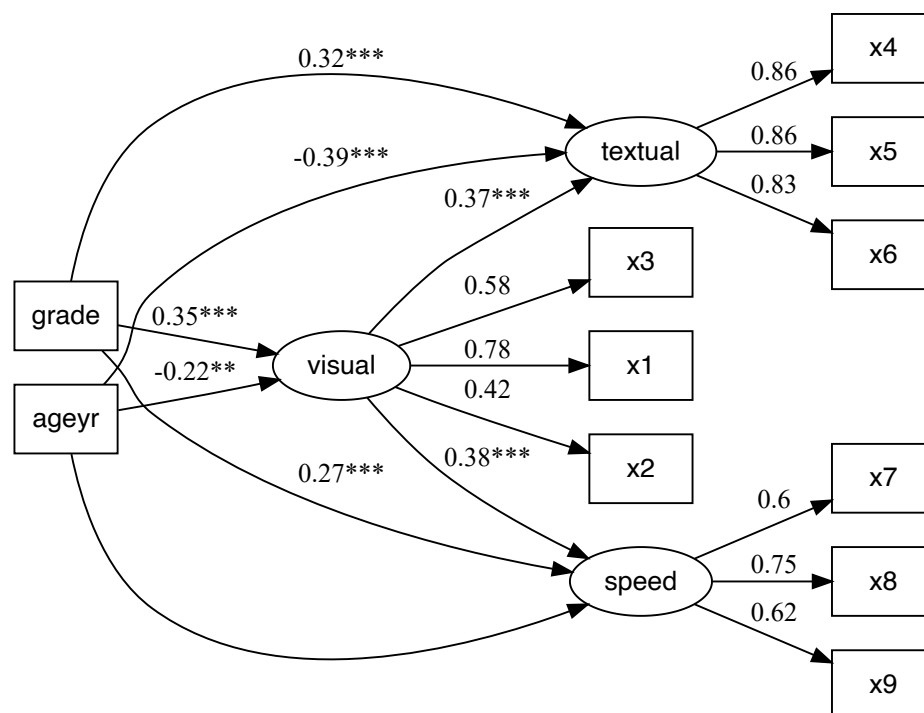 x4
0.32***
0.86
x5
textual
0.86
-0.39***
0.83
0.37***
x6
x3
0.58
grade
0.35***
0.78
x1
visual
-0.22**
0.42
ageyr
x2
0.38***
0.27***
x7
0.6
0.75
x8
speed
0.62
x9